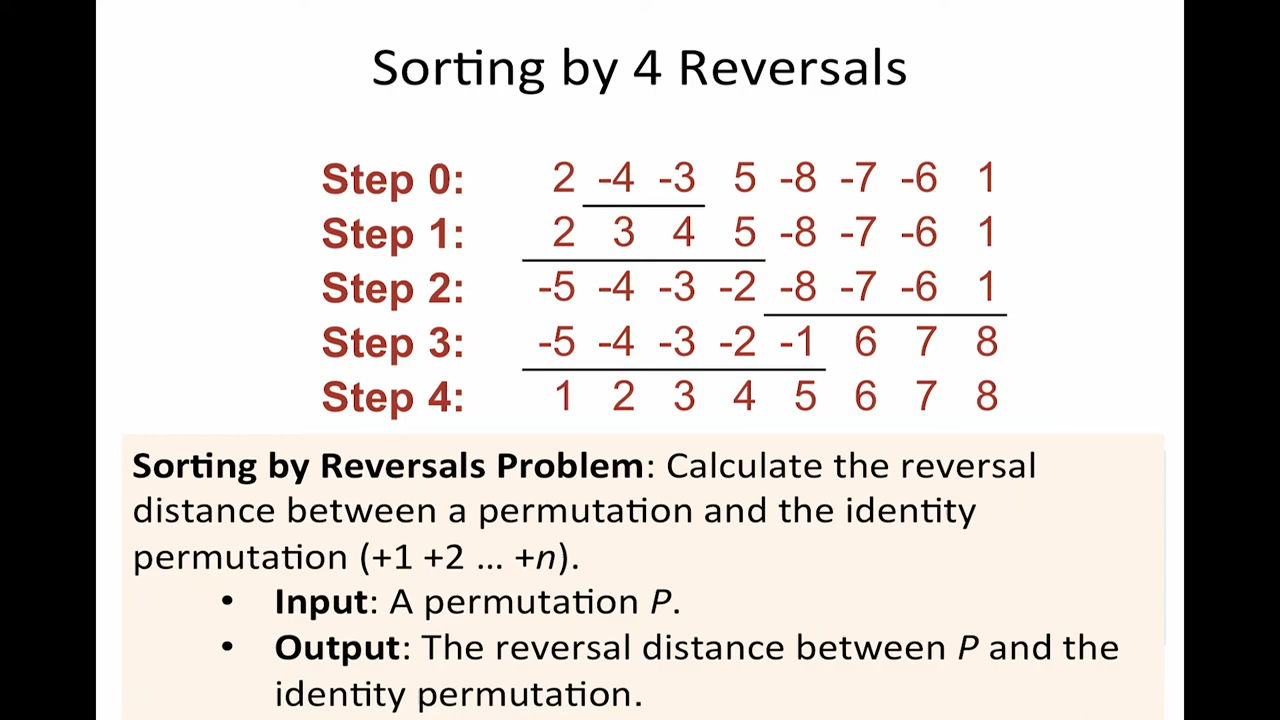 Sorting by 4 Reversals
Step 0: 2 -4 -3 5 -8 -7 -6 1
Step 1: 2 3 4 5 -8 -7 -6 1
Step 2: -5 -4 -3 -2 -8 -7 -6 1
Step 3: -5 -4 -3 -2 -1 6 7 8
Step 4: 1 2 3 4 5 6 7 8
Sorting by Reversals Problem: Calculate the reversal
distance between a permutation and the identity
permutation (+1 +2 ... +n).
• Input: A permutation P.
• Output: The reversal distance between P and the
identity permutation.